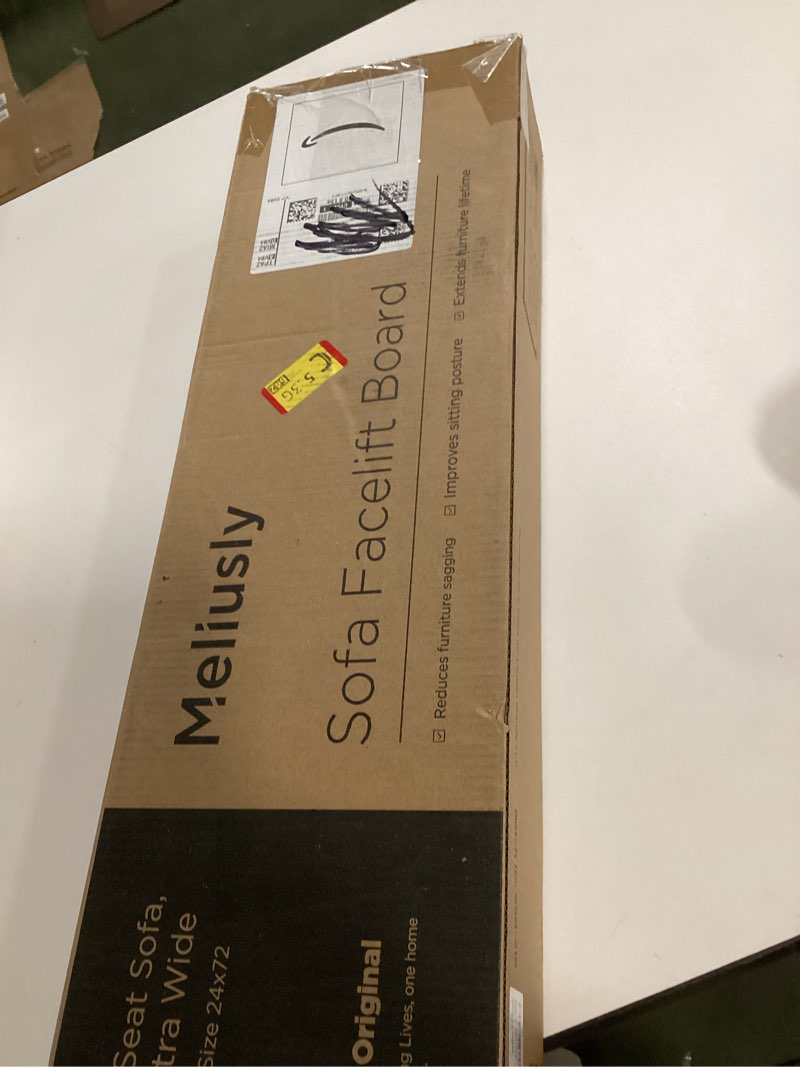 Meliusly
Sofa Facelift Board
Reduces furniture sagging
Improves sitting posture
Extends furniture lifetime
Seat Sofa,
tra Wide
Size 24x72
Original
g Lives, one home